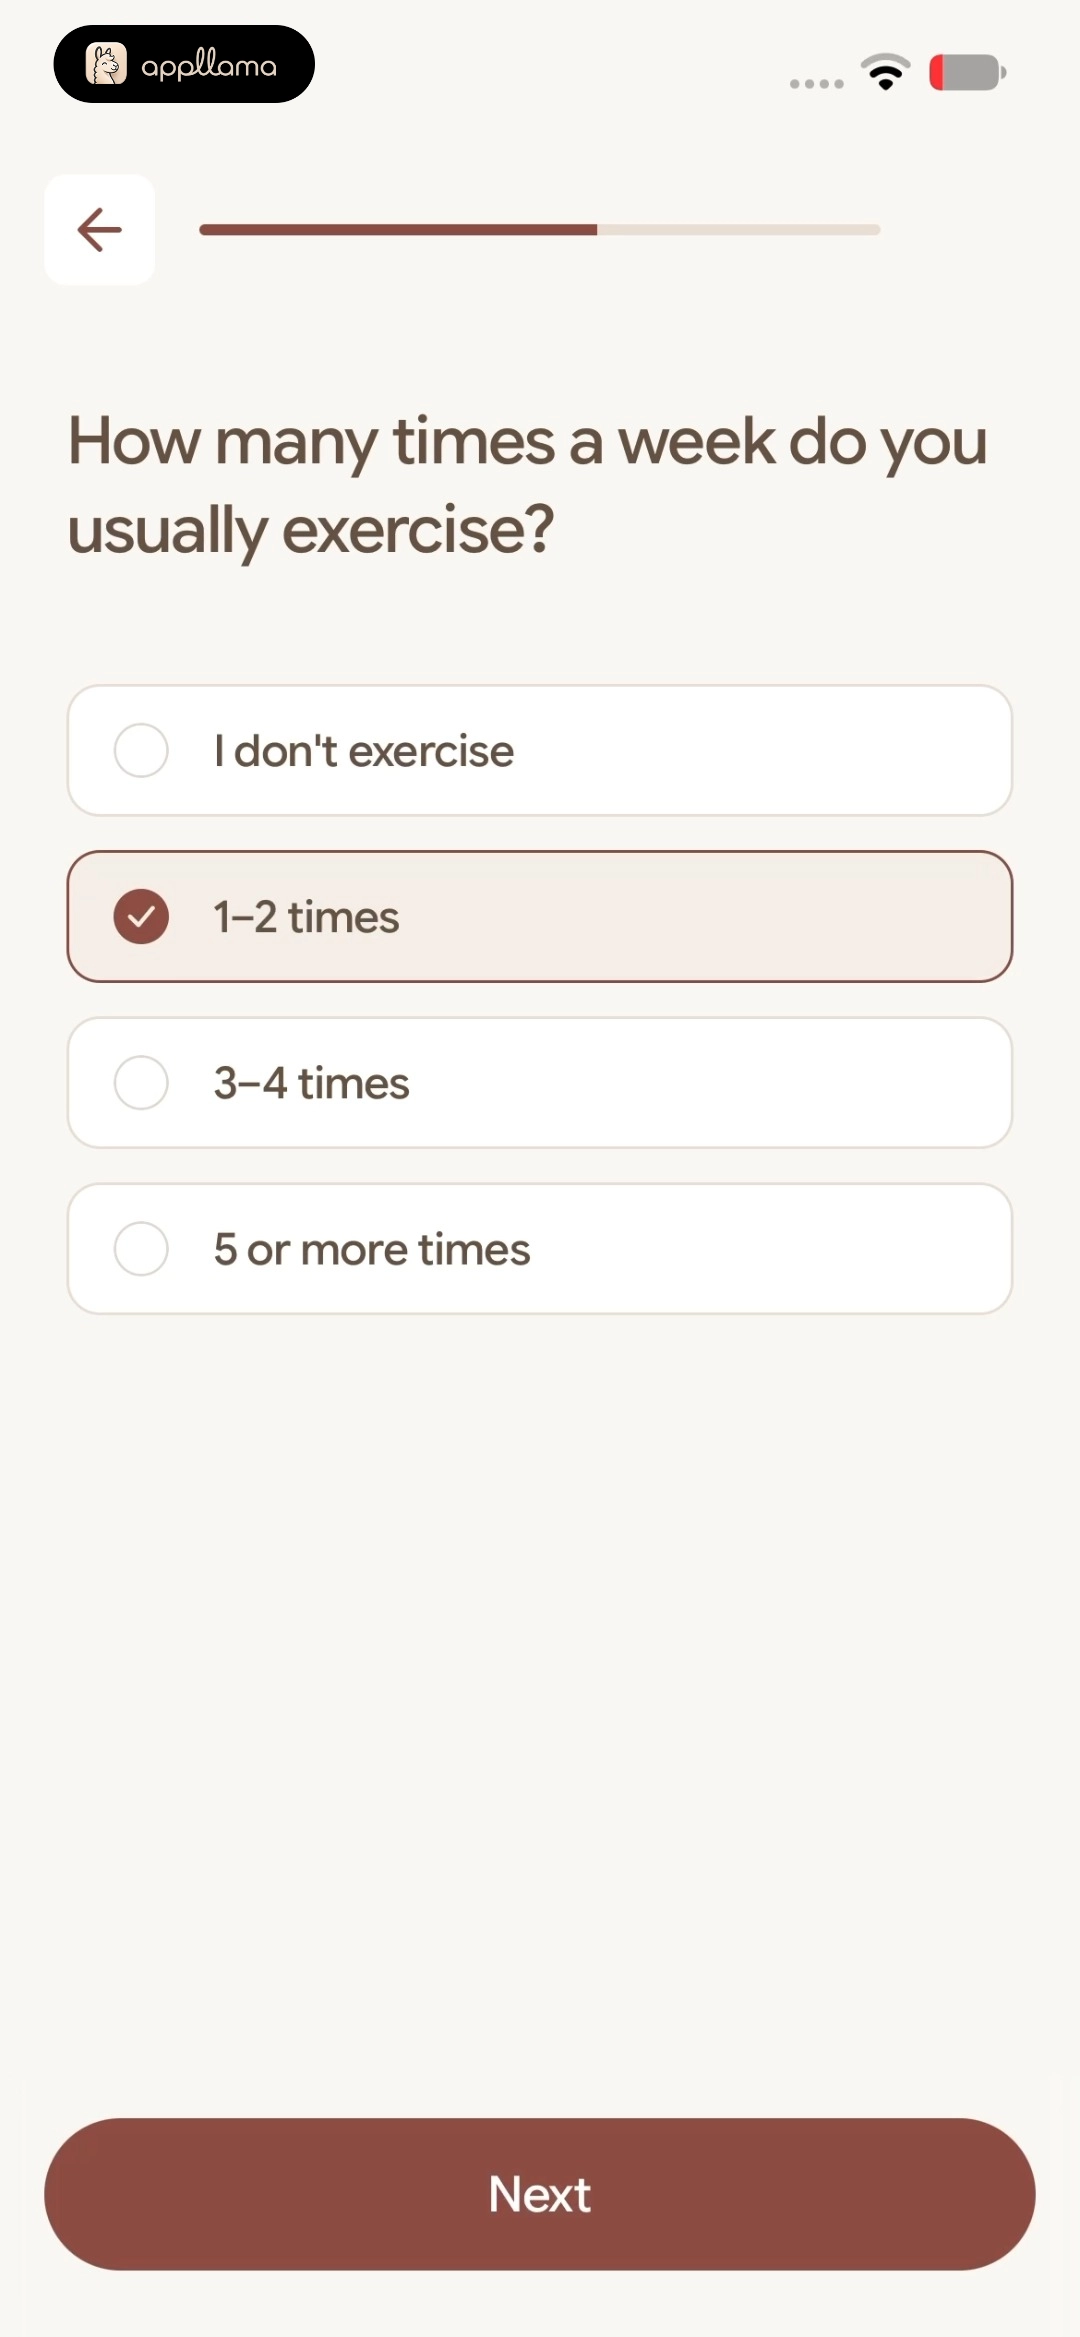 appllama
How many times a week do you
usually exercise?
I don't exercise
1–2 times
3–4 times
5 or more times
Next